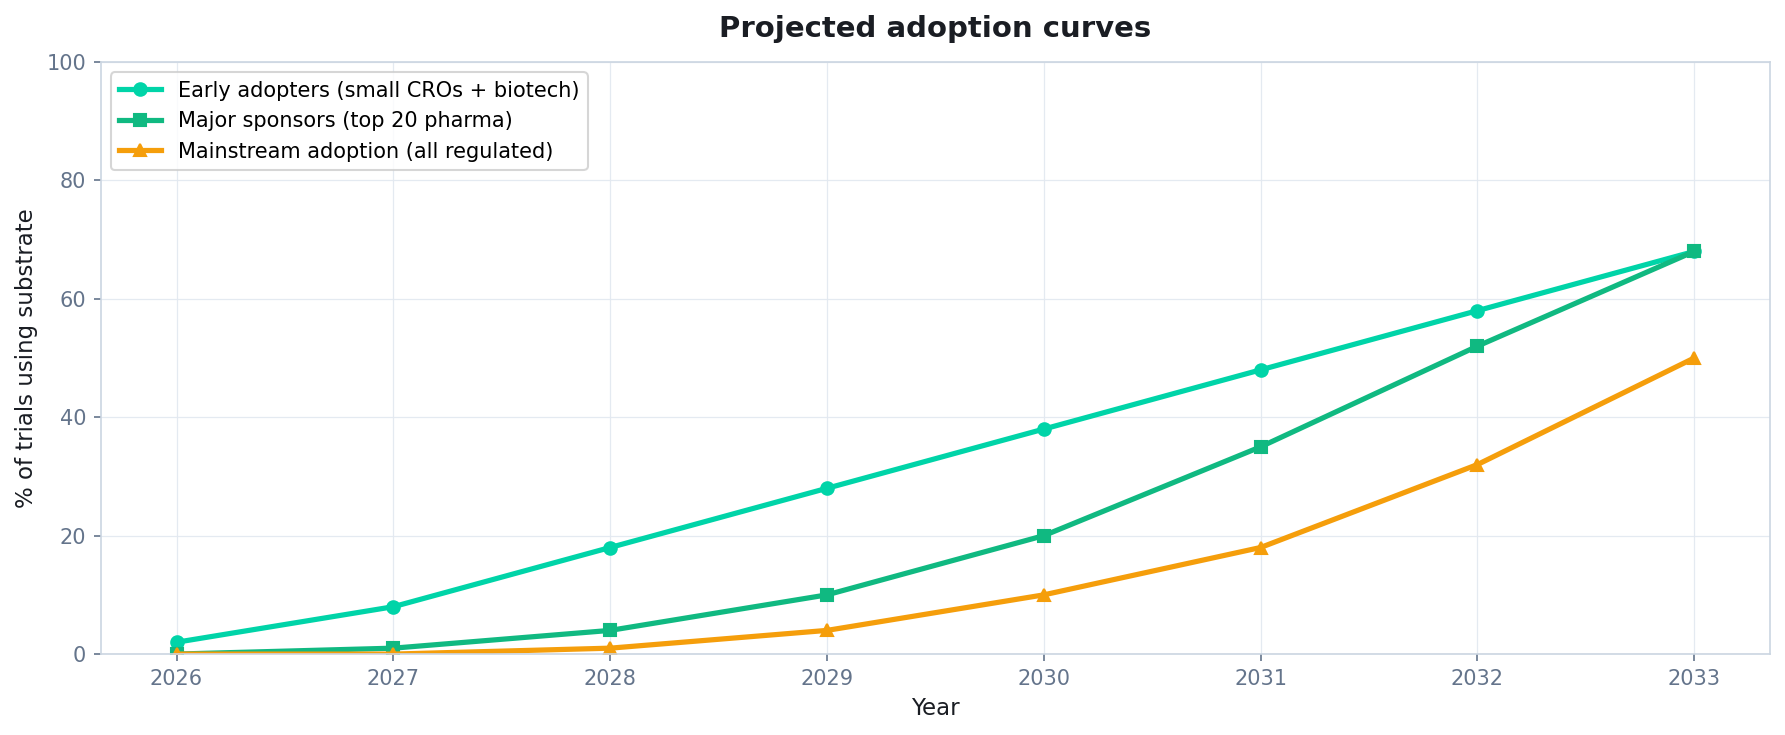 Projected adoption curves
Early adopters (small CROs + biotech)
Major sponsors (top 20 pharma)
Mainstream adoption (all regulated)
% of trials using substrate
100
80
60
40
20
0
2026 2027 2028 2029 2030 2031 2032 2033
Year